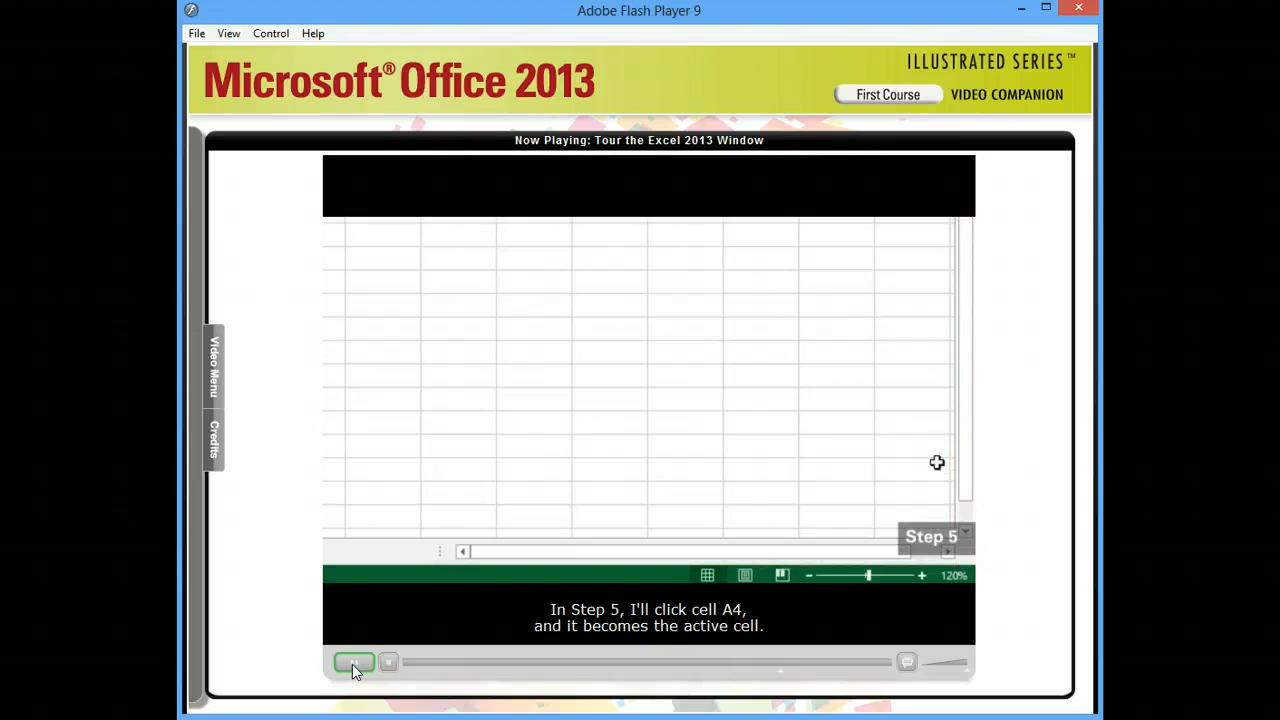 Adobe Flash Player 9
File View Control Help
Microsoft® Office 2013
ILLUSTRATED SERIES™
First Course VIDEO COMPANION
Now Playing: Tour the Excel 2013 Window
Video Menu
Credits
Step 5
120%
In Step 5, I'll click cell A4,
and it becomes the active cell.